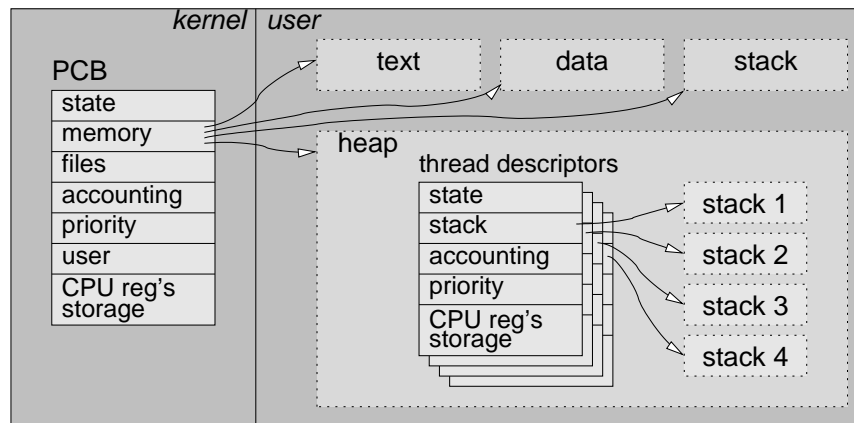 kernel
user
PCB
state
memory
files
accounting
priority
user
CPU reg's
storage
text
data
stack
heap
thread descriptors
state
stack
accounting
priority
CPU reg's
storage
stack 1
stack 2
stack 3
stack 4